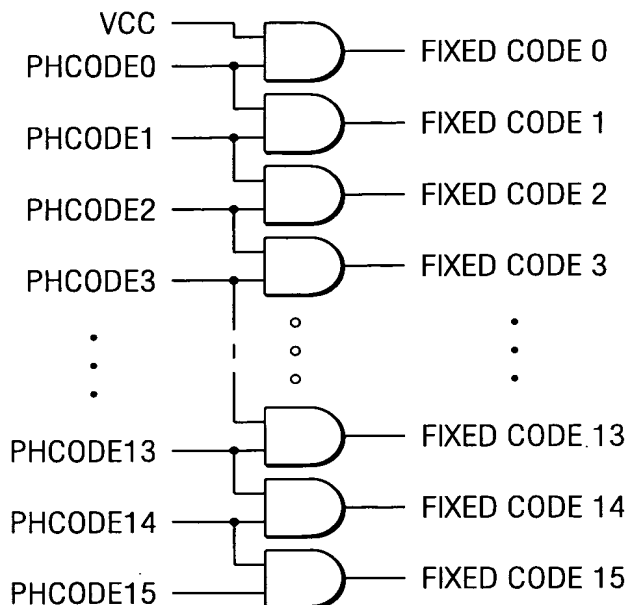 VCC
PHCODE0
FIXED CODE 0
PHCODE1
FIXED CODE 1
PHCODE2
FIXED CODE 2
PHCODE3
FIXED CODE 3
PHCODE13
FIXED CODE 13
PHCODE14
FIXED CODE 14
PHCODE15
FIXED CODE 15